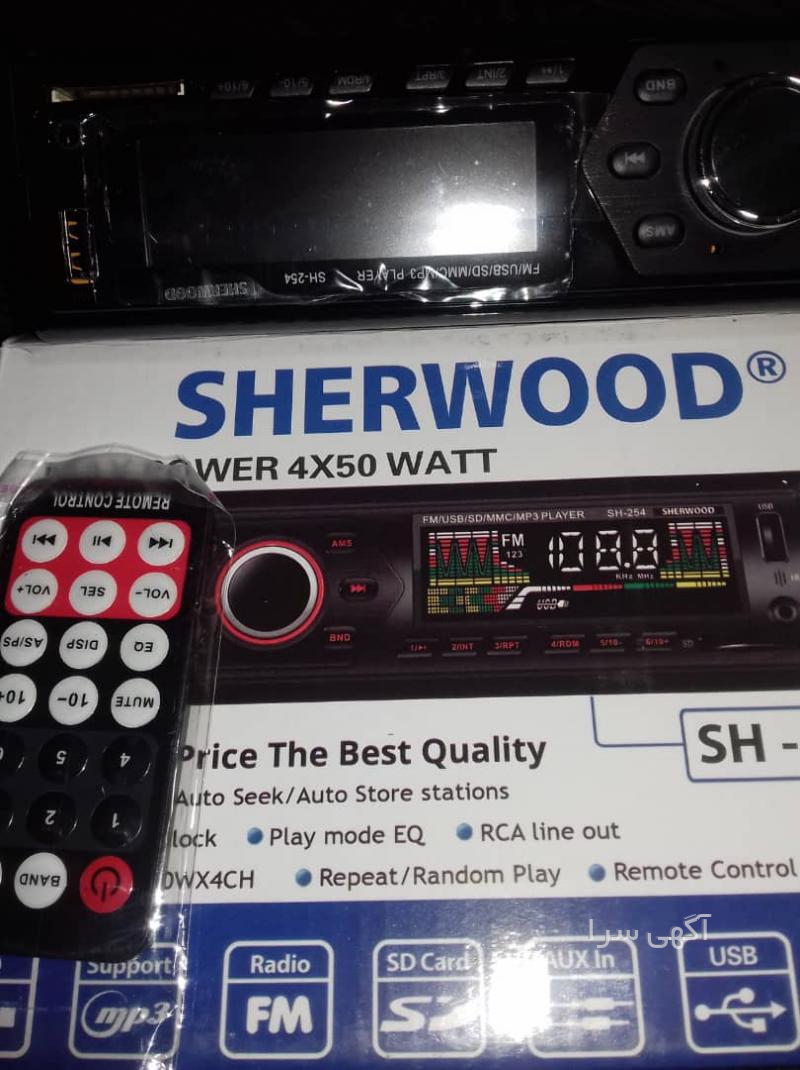 6/10+ 5/10- 4/RDM 3/RPT 2/INT
BND
AMS
FM/USB/SD/MMC/MP3 PLAYER SH-254
SHERWOOD
SHERWOOD®
POWER 4X50 WATT
REMOTE CONTROL
VOL+ SEL VOL-
AS/PS DISP EQ
10+ 10- MUTE
5 4
2 1
BAND
FM/USB/SD/MMC/MP3 PLAYER SH-254 SHERWOOD
USB
AMS
FM
123
108.8
KHz MHz
USB
BND
2/INT 3/RPT 4/RDM 5/10- 6/10+ SD
SH -
Price The Best Quality
Auto Seek/Auto Store stations
lock Play mode EQ RCA line out
OWX4CH Repeat/Random Play Remote Control
آگهی سرا
Support Radio SD Card AUX In USB
mp3 FM SD